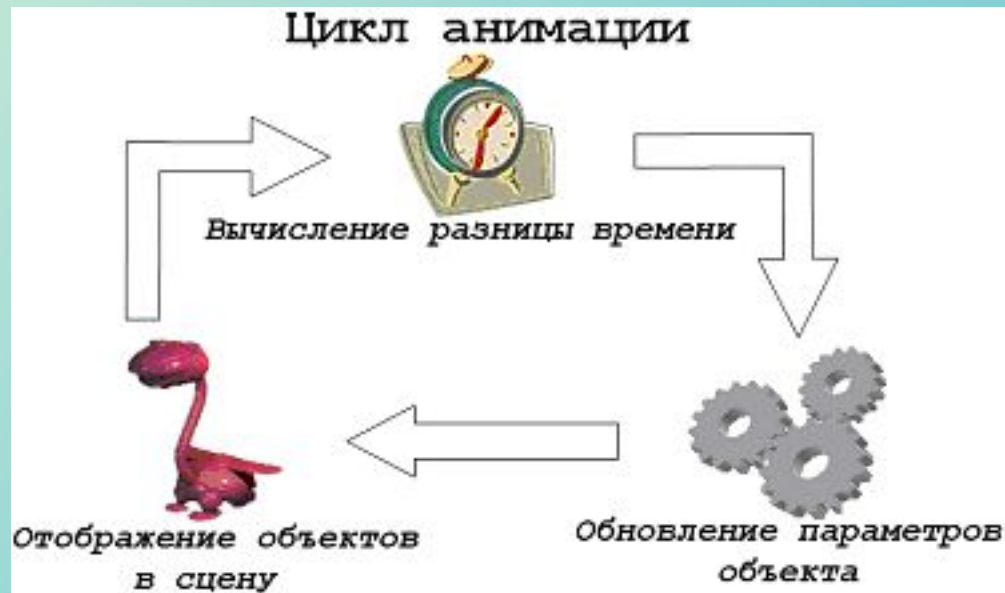 Цикл анимации
Вычисление разницы времени
Обновление параметров
объекта
Отображение объектов
в сцену